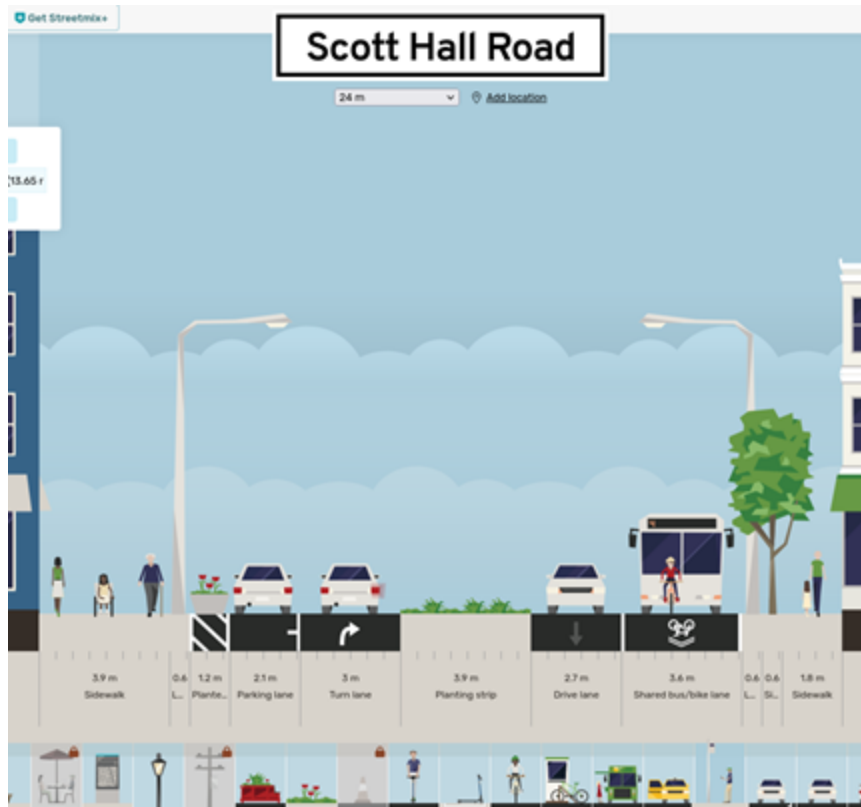 Get Streetmix+
Scott Hall Road
24 m
Add location
(13.65 r
3.9 m
Sidewalk
0.6
L...
1.2 m
Plante...
2.1 m
Parking lane
3 m
Turn lane
3.9 m
Planting strip
2.7 m
Drive lane
3.6 m
Shared bus/bike lane
0.6
L...
0.6
Si...
1.8 m
Sidewalk